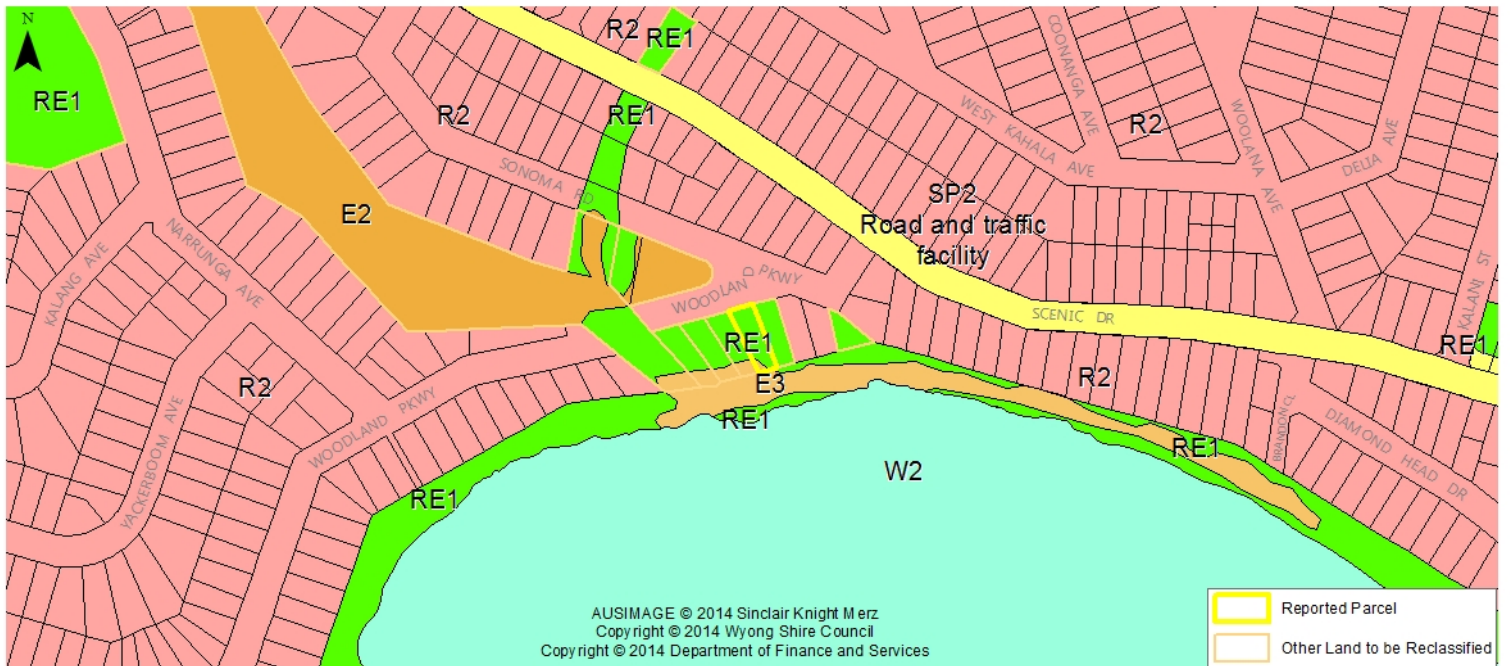 N
R2
RE1
RE1
R2
RE1
COONANGA AVE
WEST KAHALA AVE
R2
WOOLANA AVE
DELIA AVE
SONOMA RD
SP2
Road and traffic
facility
E2
NARRUNGA AVE
KALANG AVE
WOODLAND PKWY
SCENIC DR
KALANI ST
RE1
RE1
E3
RE1
R2
R2
WOODLAND PKWY
YACKERBOOM AVE
BRANDON CL
DIAMOND HEAD DR
RE1
W2
RE1
AUSIMAGE © 2014 Sinclair Knight Merz
Copyright © 2014 Wyong Shire Council
Copyright © 2014 Department of Finance and Services
Reported Parcel
Other Land to be Reclassified